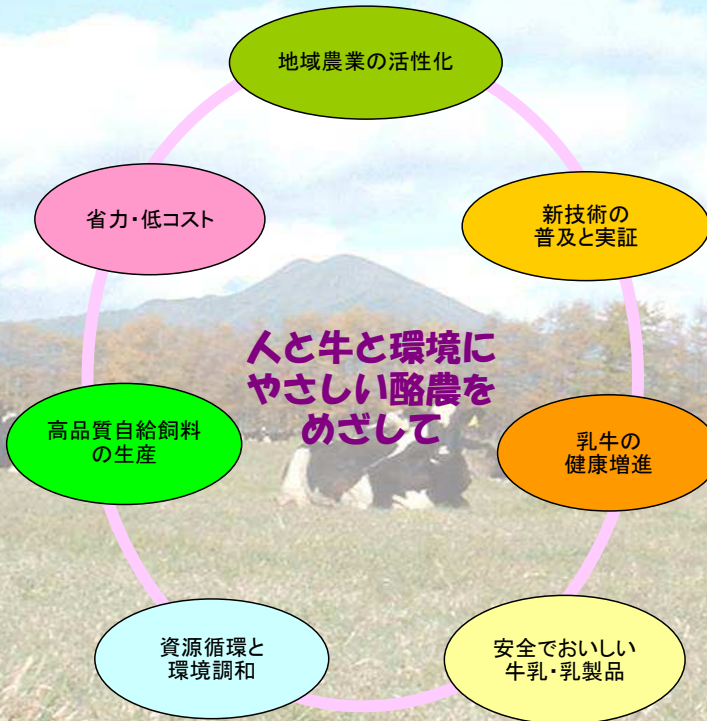 地域農業の活性化
省力・低コスト
新技術の
普及と実証
人と牛と環境に
やさしい酪農を
めざして
高品質自給飼料
の生産
乳牛の
健康増進
資源循環と
環境調和
安全でおいしい
牛乳・乳製品